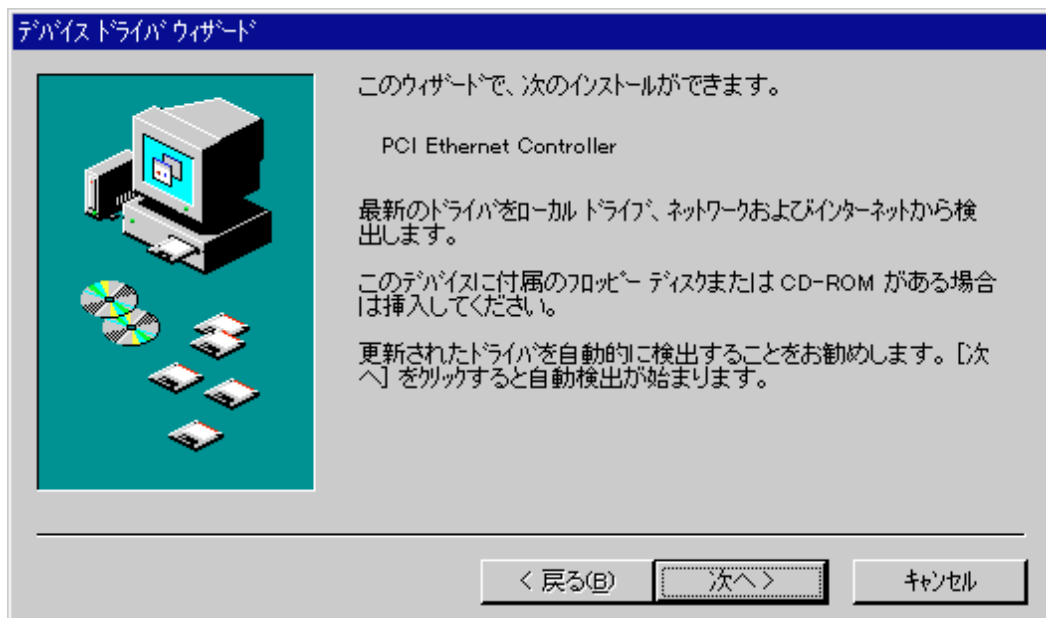 ﾃﾞﾊﾞｲｽ ﾄﾞﾗｲﾊﾞ ｳｨｻﾞｰﾄﾞ
このｳｨｻﾞｰﾄﾞで、次のｲﾝｽﾄｰﾙができます。
PCI Ethernet Controller
最新のﾄﾞﾗｲﾊﾞをﾛｰｶﾙ ﾄﾞﾗｲﾌﾞ、ﾈｯﾄﾜｰｸおよびｲﾝﾀｰﾈｯﾄから検
出します。
このﾃﾞﾊﾞｲｽに付属のﾌﾛｯﾋﾟｰ ﾃﾞｨｽｸまたは CD-ROM がある場合
は挿入してください。
更新されたﾄﾞﾗｲﾊﾞを自動的に検出することをお勧めします。［次
へ］をｸﾘｯｸすると自動検出が始まります。
< 戻る(B)
次へ >
ｷｬﾝｾﾙ